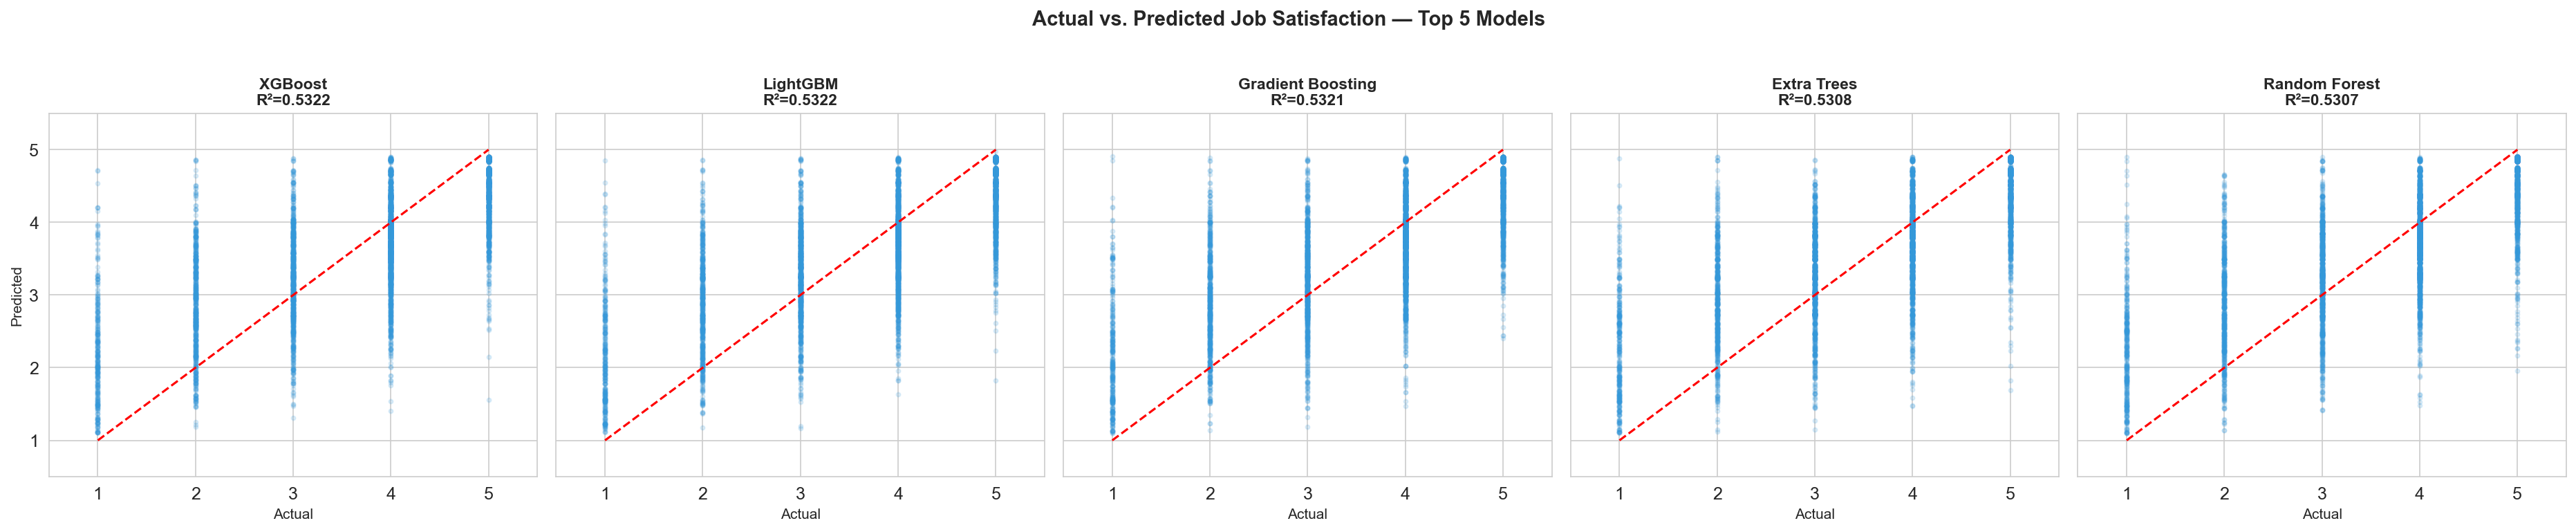 Actual vs. Predicted Job Satisfaction — Top 5 Models
XGBoost
R²=0.5322
LightGBM
R²=0.5322
Gradient Boosting
R²=0.5321
Extra Trees
R²=0.5308
Random Forest
R²=0.5307
Predicted
5
4
3
2
1
1 2 3 4 5
Actual
1 2 3 4 5
Actual
1 2 3 4 5
Actual
1 2 3 4 5
Actual
1 2 3 4 5
Actual